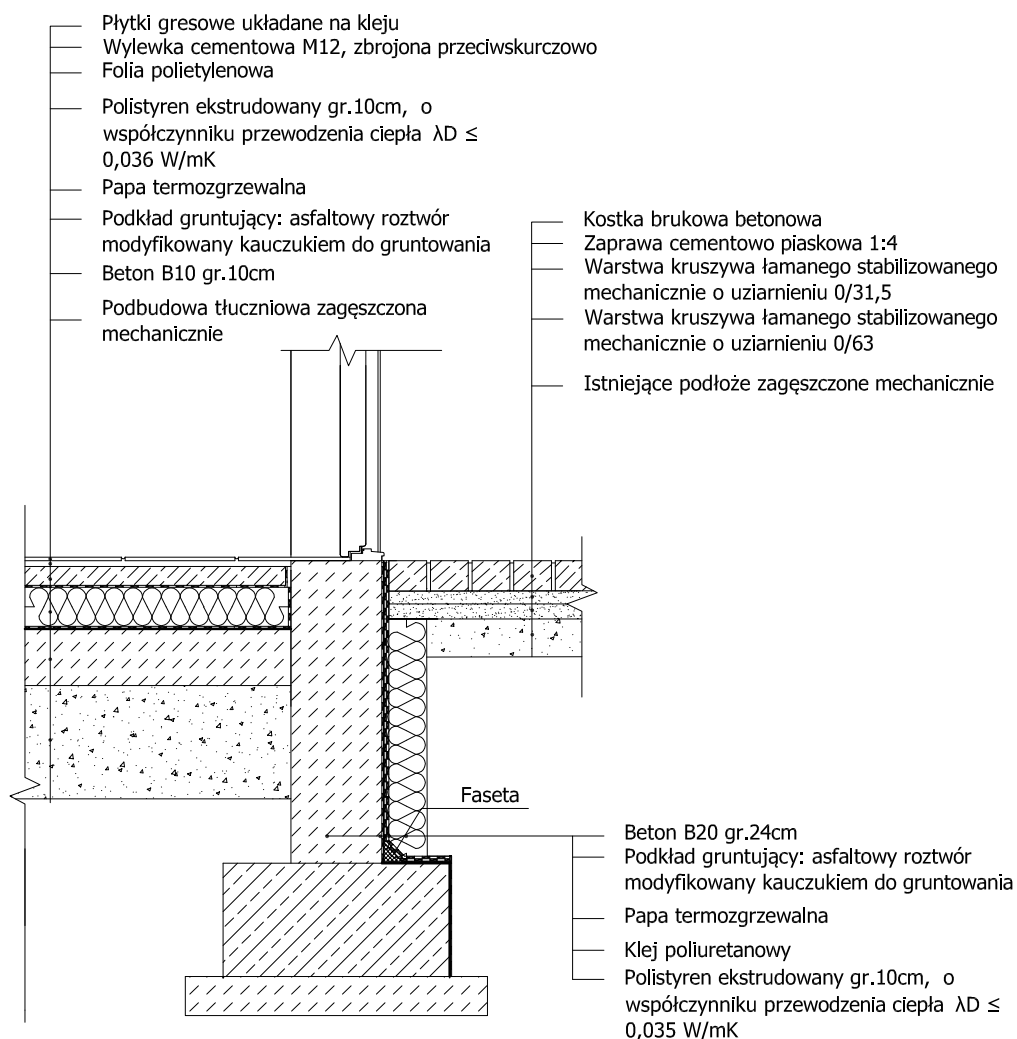 Płytki gresowe układane na kleju
Wylewka cementowa M12, zbrojona przeciwskurczowo
Folia polietylenowa
Polistyren ekstrudowany gr.10cm, o
współczynniku przewodzenia ciepła λD ≤
0,036 W/mK
Papa termozgrzewalna
Podkład gruntujący: asfaltowy roztwór
modyfikowany kauczukiem do gruntowania
Beton B10 gr.10cm
Podbudowa tłuczniowa zagęszczona
mechanicznie
Kostka brukowa betonowa
Zaprawa cementowo piaskowa 1:4
Warstwa kruszywa łamanego stabilizowanego
mechanicznie o uziarnieniu 0/31,5
Warstwa kruszywa łamanego stabilizowanego
mechanicznie o uziarnieniu 0/63
Istniejące podłoże zagęszczone mechanicznie
Faseta
Beton B20 gr.24cm
Podkład gruntujący: asfaltowy roztwór
modyfikowany kauczukiem do gruntowania
Papa termozgrzewalna
Klej poliuretanowy
Polistyren ekstrudowany gr.10cm, o
współczynniku przewodzenia ciepła λD ≤
0,035 W/mK